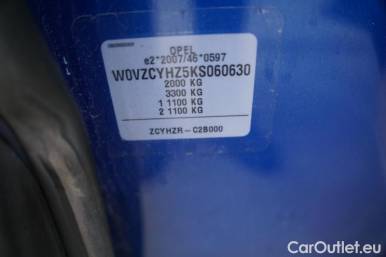 OPEL
e2*2007/46*0597
W0VZCYHZ5KS060630
2000 KG
3300 KG
1 1100 KG
2 1100 KG
ZCYHZR-C2B000
CarOutlet.eu